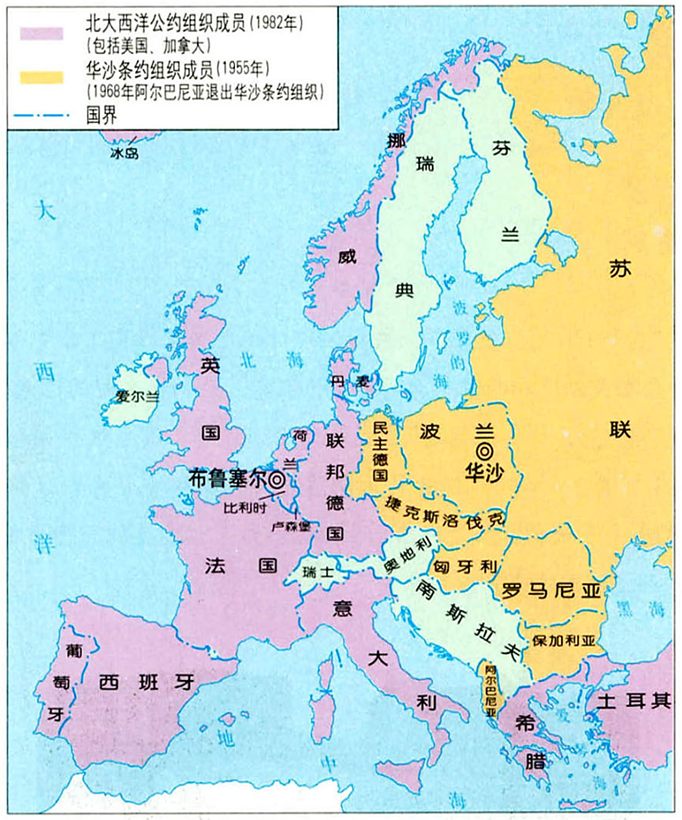 北大西洋公约组织成员(1982年)
(包括美国、加拿大)
华沙条约组织成员(1955年)
(1968年阿尔巴尼亚退出华沙条约组织)
国界
冰岛
挪威
瑞典
芬兰
苏联
大西洋
北海
波罗的海
英国
爱尔兰
丹麦
荷兰
布鲁塞尔
比利时
卢森堡
联邦德国
民主德国
波兰
华沙
捷克斯洛伐克
法国
瑞士
奥地利
匈牙利
罗马尼亚
南斯拉夫
保加利亚
黑海
意大利
阿尔巴尼亚
葡萄牙
西班牙
希腊
土耳其
爱琴海
地中海